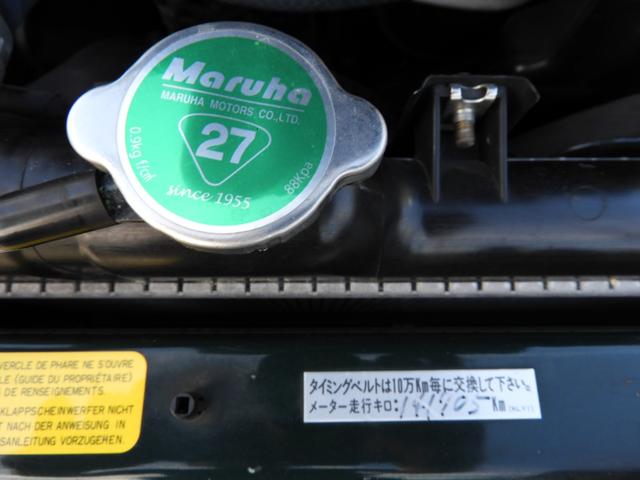 Maruha
MARUHA MOTORS CO.,LTD.
27
0.9kg f/c㎡
88Kpa
since 1955
VERCLE DE PHARE NE S'OUVRE
LE (GUIDE DU PROPRIÉTAIRE)
DE RENSEIGNEMENTS.
KLAPPSCHEINWERFER NICHT
T NACH DER ANWEISUNG IN
SANLEITUNG VORZUGEHEN.
タイミングベルトは10万Km毎に交換して下さい。
メーター走行キロ: Km